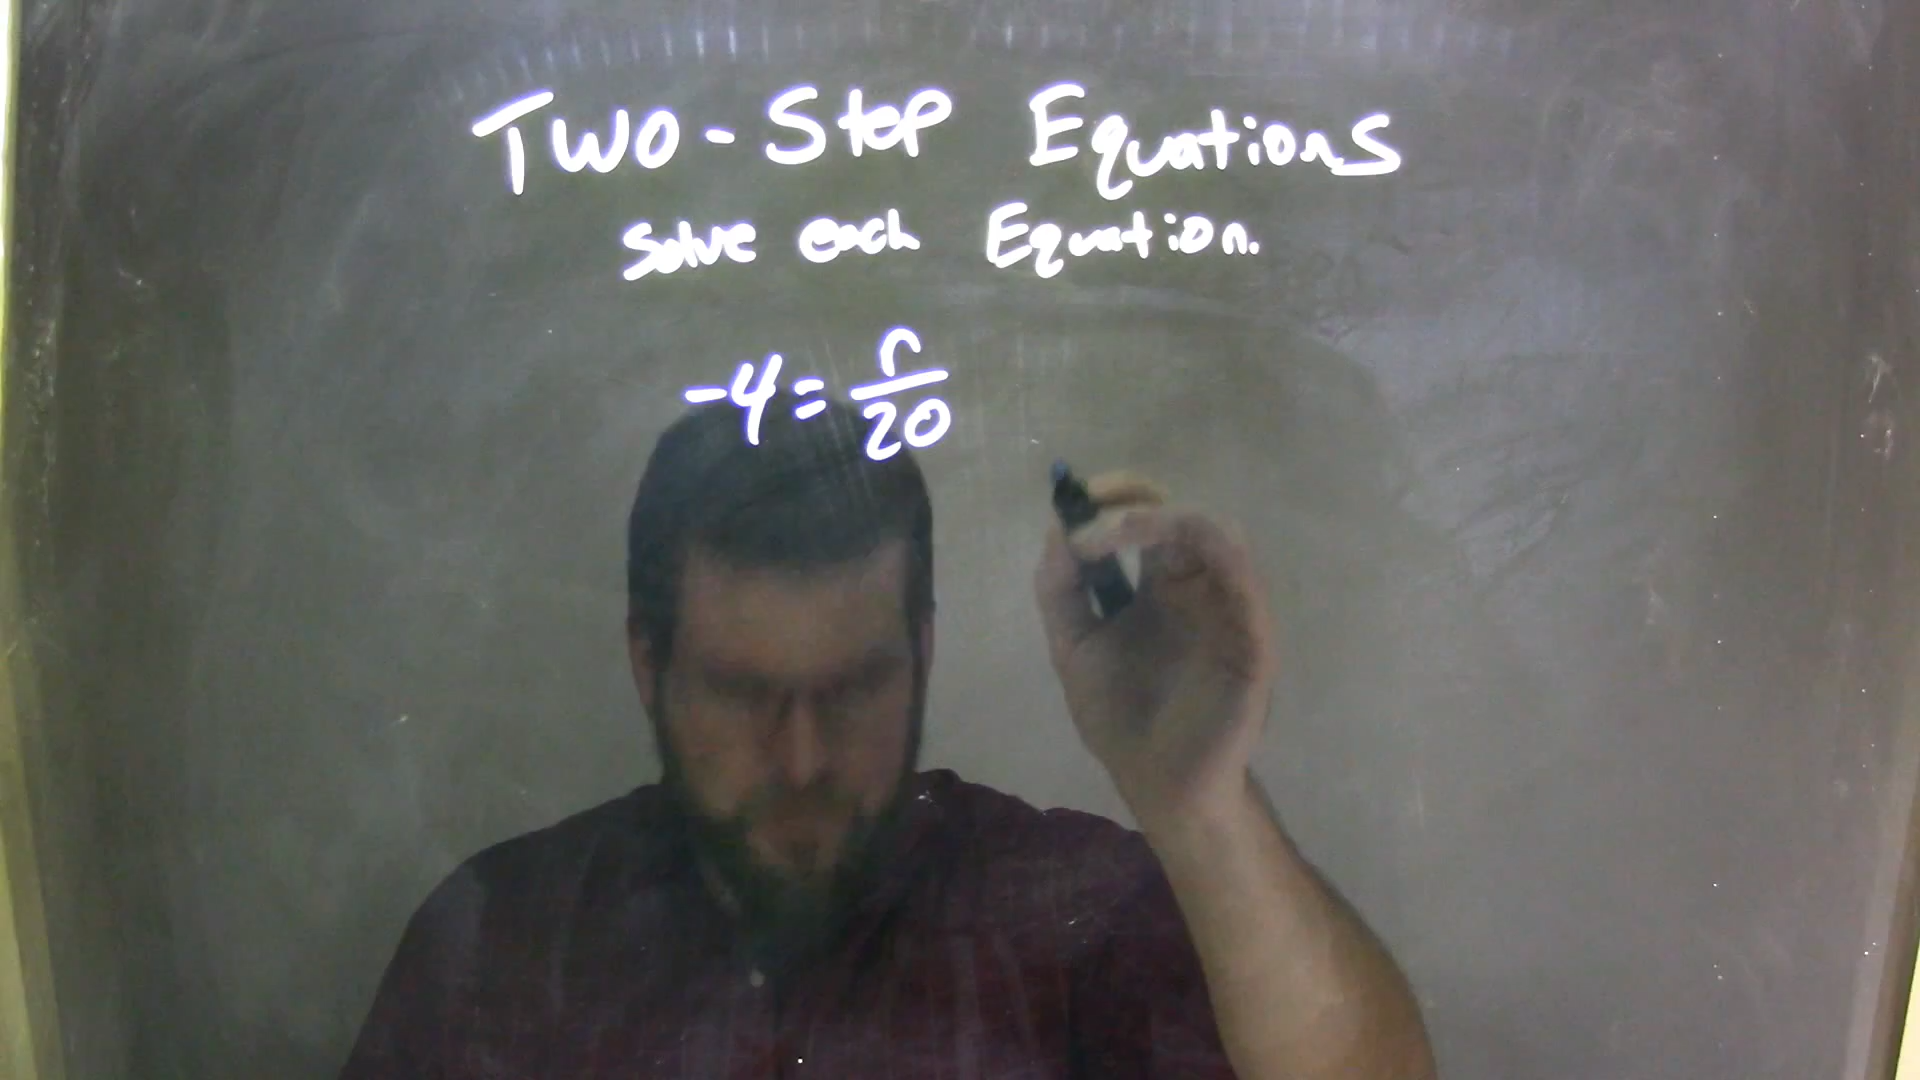 Two-Step Equations
Solve each Equation.
-4 = r/20